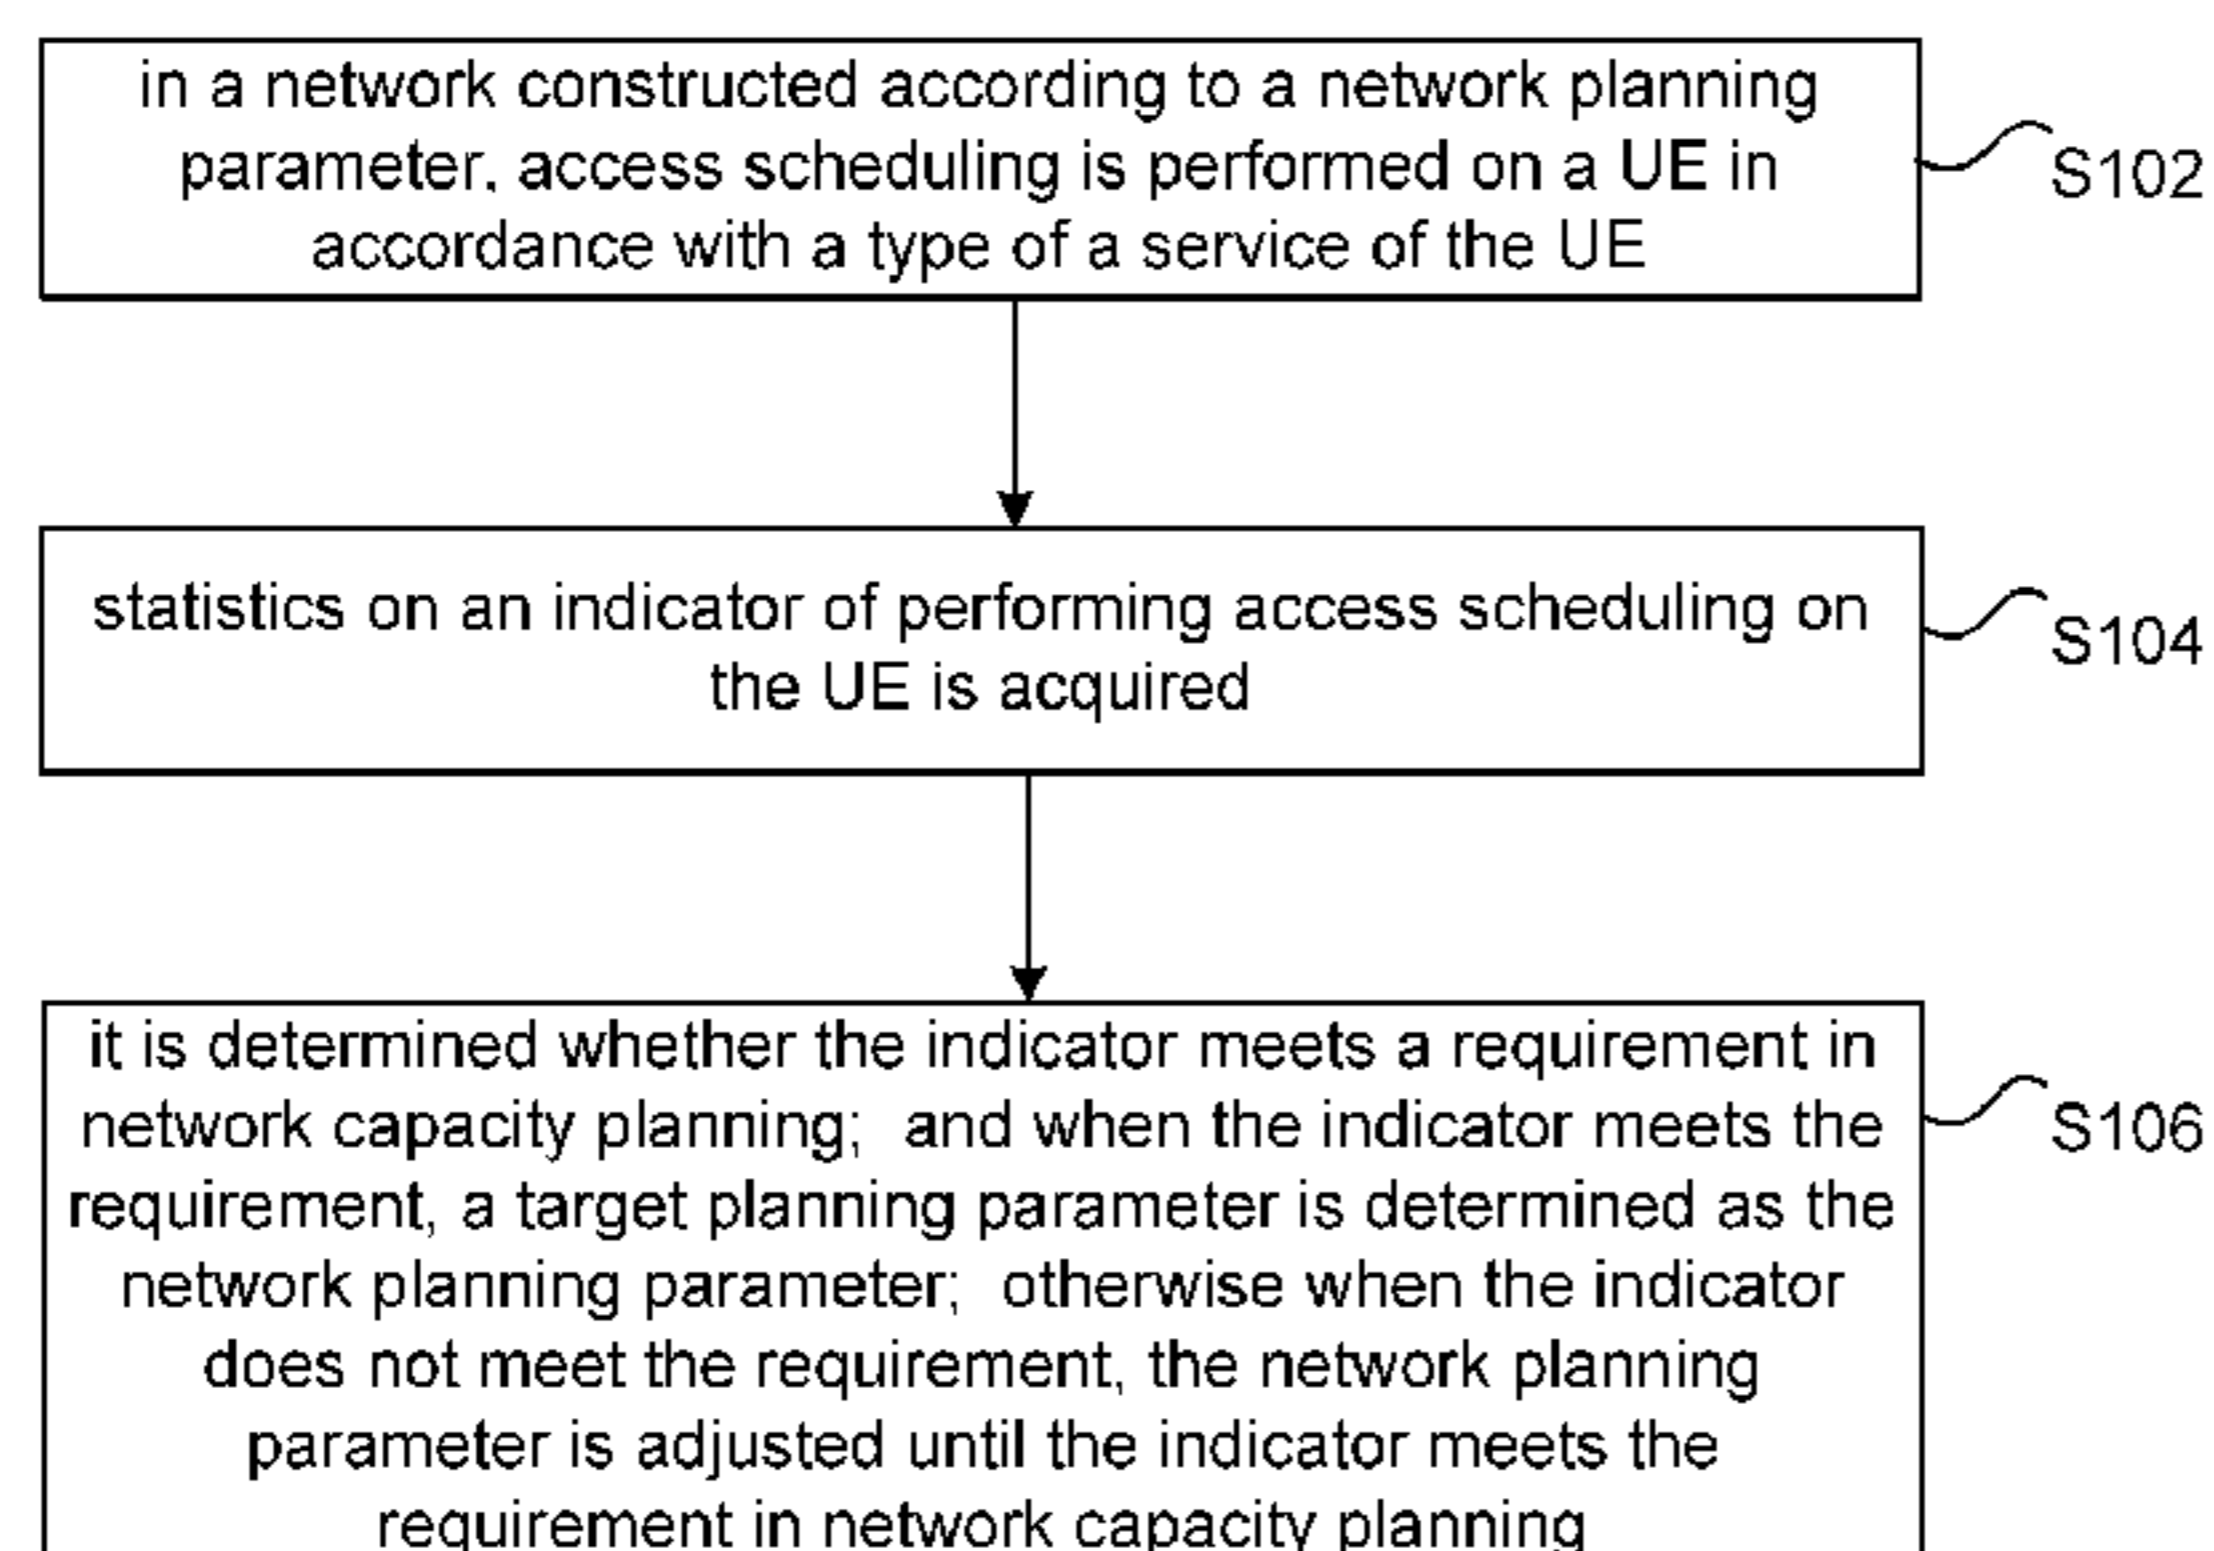 in a network constructed according to a network planning
parameter. access scheduling is performed on a UE in
accordance with a type of a service of the UE
S102
statistics on an indicator of performing access scheduling on
the UE is acquired
S104
it is determined whether the indicator meets a requirement in
network capacity planning;  and when the indicator meets the
requirement, a target planning parameter is determined as the
network planning parameter;  otherwise when the indicator
does not meet the requirement, the network planning
parameter is adjusted until the indicator meets the
requirement in network capacity planning
S106